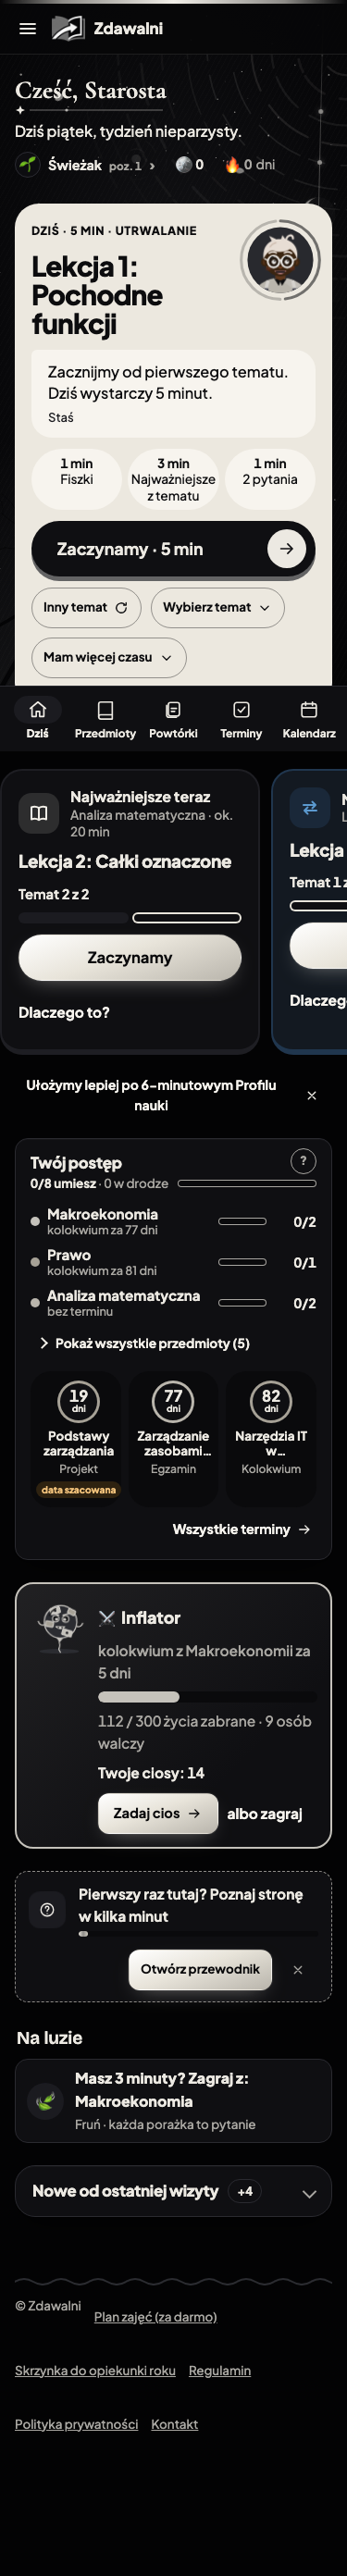 Zdawalni
Cześć, Starosta
Dziś piątek, tydzień nieparzysty.
Świeżak poz. 1 › 0 0 dni
DZIŚ · 5 MIN · UTRWALANIE
Lekcja 1:
Pochodne
funkcji
Zacznijmy od pierwszego tematu.
Dziś wystarczy 5 minut.
Staś
1 min
Fiszki
3 min
Najważniejsze
z tematu
1 min
2 pytania
Zaczynamy · 5 min
Inny temat
Wybierz temat
Mam więcej czasu
Dziś
Przedmioty
Powtórki
Terminy
Kalendarz
Najważniejsze teraz
Analiza matematyczna · ok.
20 min
Lekcja 2: Całki oznaczone
Temat 2 z 2
Zaczynamy
Dlaczego to?
Lekcja
Temat 1 z
Ułożymy lepiej po 6-minutowym Profilu
nauki
Twój postęp ?
0/8 umiesz · 0 w drodze
Makroekonomia
kolokwium za 77 dni
0/2
Prawo
kolokwium za 81 dni
0/1
Analiza matematyczna
bez terminu
0/2
Pokaż wszystkie przedmioty (5)
19
dni
Podstawy
zarządzania
Projekt
data szacowana
77
dni
Zarządzanie
zasobami...
Egzamin
82
dni
Narzędzia IT
w...
Kolokwium
Wszystkie terminy →
Inflator
kolokwium z Makroekonomii za
5 dni
112 / 300 życia zabrane · 9 osób
walczy
Twoje ciosy: 14
Zadaj cios →
albo zagraj
Pierwszy raz tutaj? Poznaj stronę
w kilka minut
Otwórz przewodnik
Na luzie
Masz 3 minuty? Zagraj z:
Makroekonomia
Fruń · każda porażka to pytanie
Nowe od ostatniej wizyty +4
© Zdawalni
Plan zajęć (za darmo)
Skrzynka do opiekunki roku
Regulamin
Polityka prywatności
Kontakt